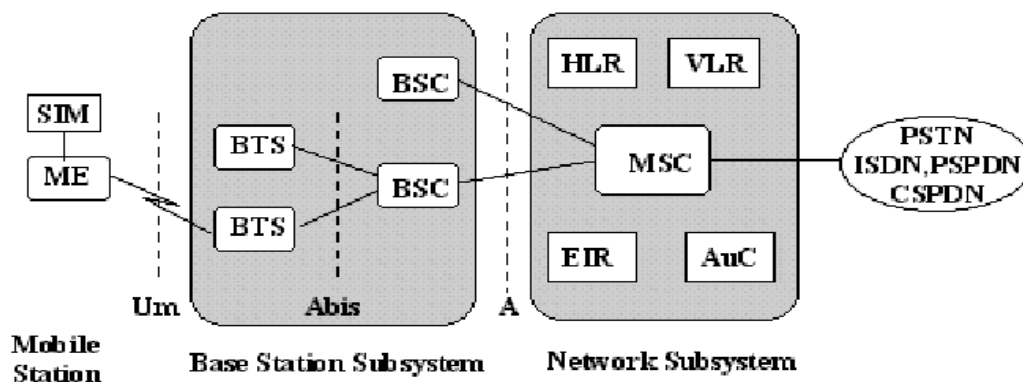 HLR
VLR
BSC
SIM
PSTN
BTS
ISDN,PSPDN
MSC
ME
BSC
CSPDN
BTS
EIR
AuC
Um
Abis
A
Mobile
Station
Base Station Subsystem
Network Subsystem